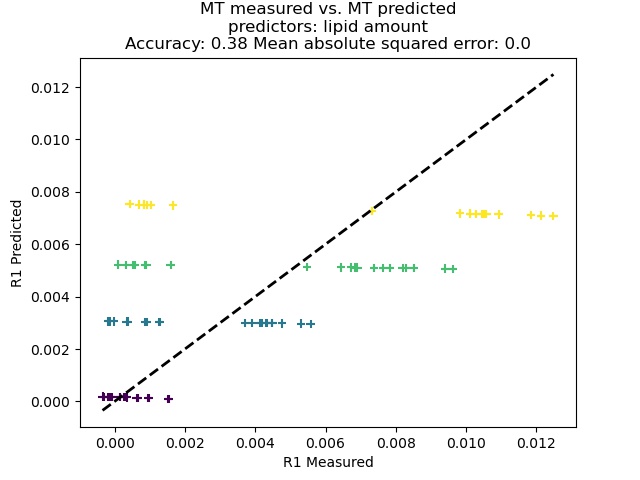 MT measured vs. MT predicted
predictors: lipid amount
Accuracy: 0.38 Mean absolute squared error: 0.0
0.012
0.010
0.008
0.006
0.004
0.002
0.000
R1 Predicted
0.000 0.002 0.004 0.006 0.008 0.010 0.012
R1 Measured